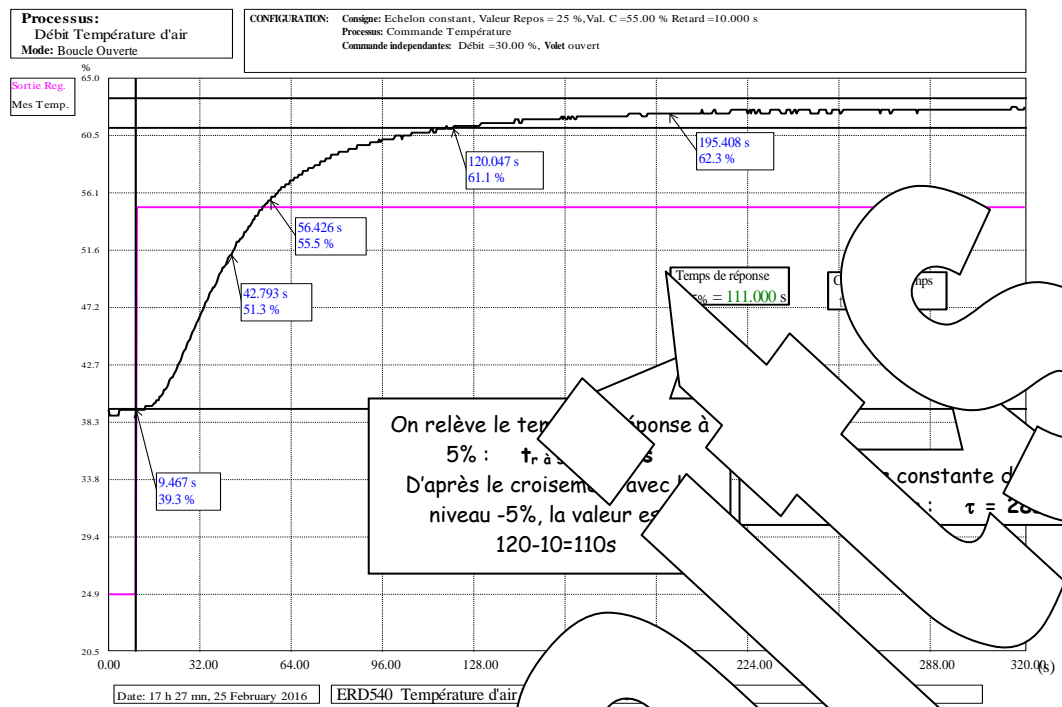 Processus:
Débit Température d'air
Mode: Boucle Ouverte
CONFIGURATION: Consigne: Echelon constant, Valeur Repos = 25 %,Val. C =55.00 % Retard =10.000 s
Processus: Commande Température
Commande independantes: Débit =30.00 %, Volet ouvert
%
Sortie Reg.
Mes Temp.
65.0
60.5
56.1
51.6
47.2
42.7
38.3
33.8
29.4
24.9
20.5
195.408 s
62.3 %
120.047 s
61.1 %
56.426 s
55.5 %
42.793 s
51.3 %
9.467 s
39.3 %
Temps de réponse
5% = 111.000 s
On relève le
5% :
D'après le avec
niveau -5%, la valeur
120-10=110s
constante
: τ =
0.00 32.00 64.00 96.00 128.00 224.00 288.00 320.00 (s)
Date: 17 h 27 mn, 25 February 2016
ERD540 Température d'air